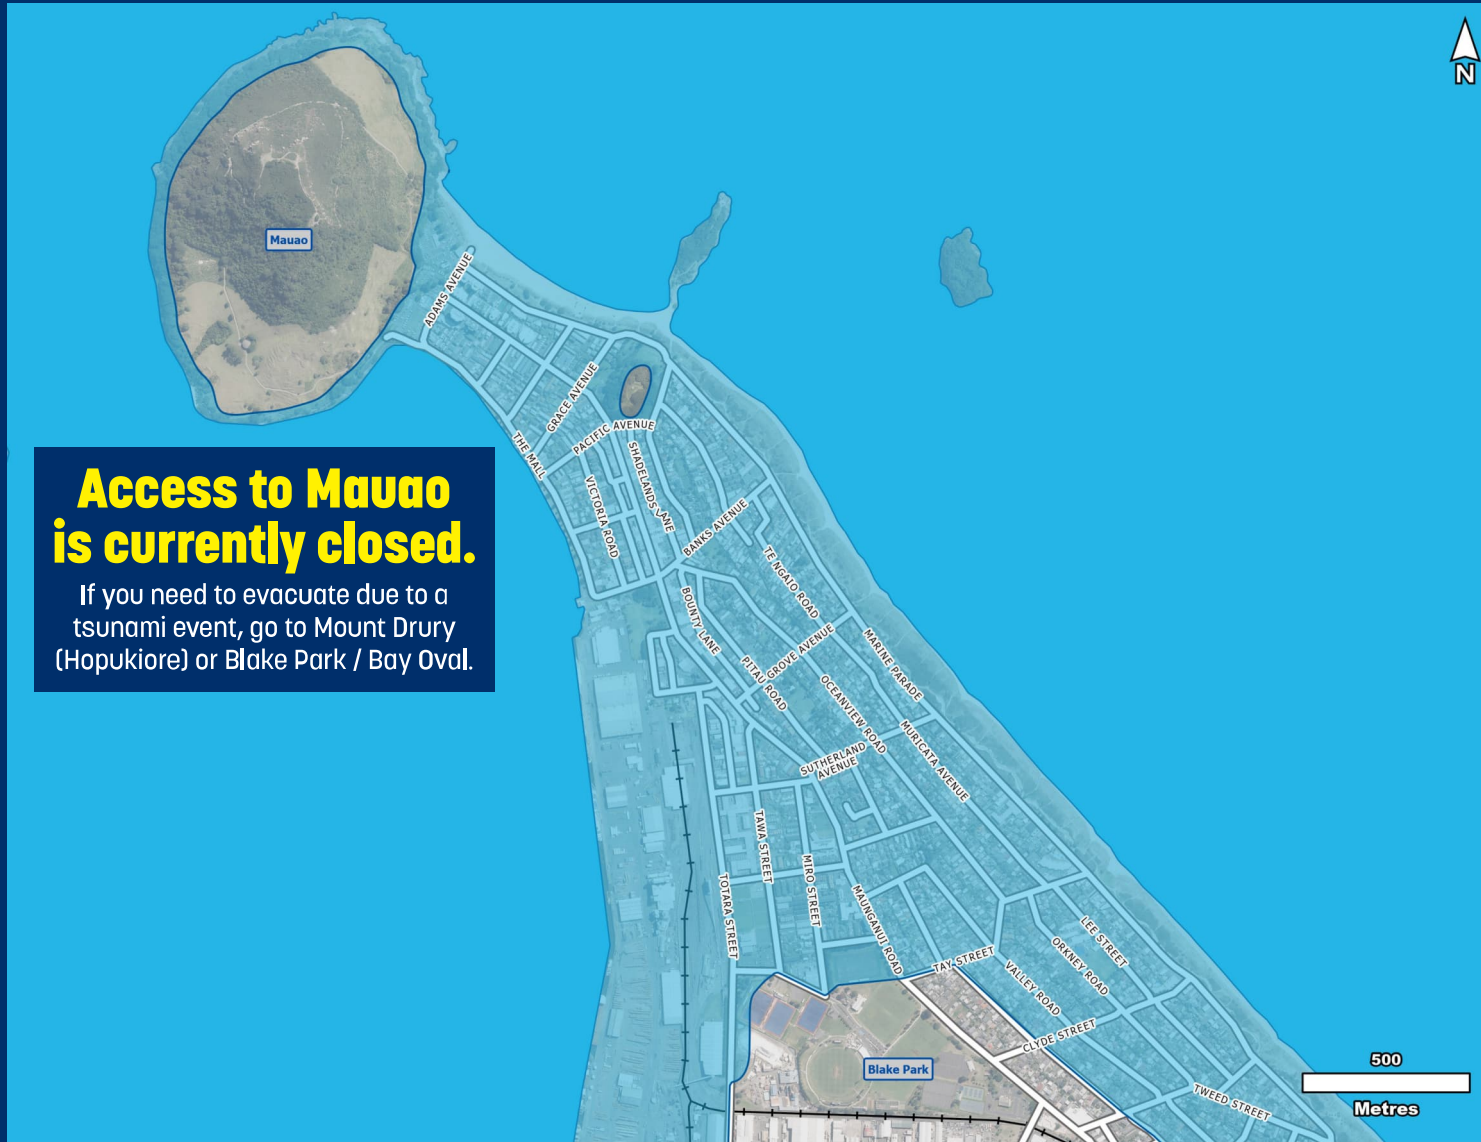 N
Mauao
ADAMS AVENUE
GRACE AVENUE
PACIFIC AVENUE
THE MALL
SHADELANDS LANE
VICTORIA ROAD
BANKS AVENUE
Access to Mauao
is currently closed.
If you need to evacuate due to a
tsunami event, go to Mount Drury
(Hopukiore) or Blake Park / Bay Oval.
TE NGAIO ROAD
BOUNTY LANE
GROVE AVENUE
MARINE PARADE
PITAU ROAD
OCEANVIEW ROAD
MURICATA AVENUE
SUTHERLAND
AVENUE
TAWA STREET
MIRO STREET
TOTARA STREET
MAUNGANUI ROAD
LEE STREET
ORKNEY ROAD
TAY STREET
VALLEY ROAD
CLYDE STREET
Blake Park
TWEED STREET
500
Metres